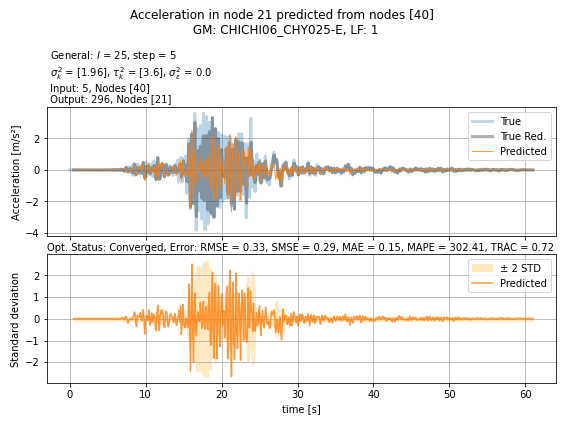 Acceleration in node 21 predicted from nodes [40]
GM: CHICHI06_CHY025-E, LF: 1
General: l = 25, step = 5
σ²ₖ = [1.96], τ²ₖ = [3.6], σ²ε = 0.0
Input: 5, Nodes [40]
Output: 296, Nodes [21]
Acceleration [m/s²]
2
0
−2
−4
True
True Red.
Predicted
Opt. Status: Converged, Error: RMSE = 0.33, SMSE = 0.29, MAE = 0.15, MAPE = 302.41, TRAC = 0.72
Standard deviation
2
1
0
−1
−2
± 2 STD
Predicted
0 10 20 30 40 50 60
time [s]